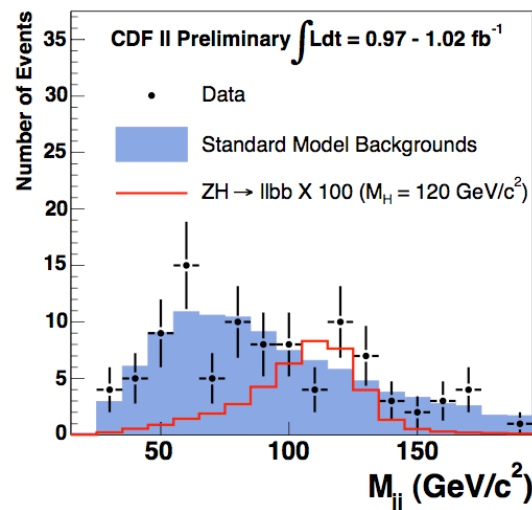 CDF II Preliminary ∫Ldt = 0.97 - 1.02 fb⁻¹
Data
Standard Model Backgrounds
ZH → llbb X 100 (M_H = 120 GeV/c²)
Number of Events
35
30
25
20
15
10
5
0
50
100
150
M_jj (GeV/c²)